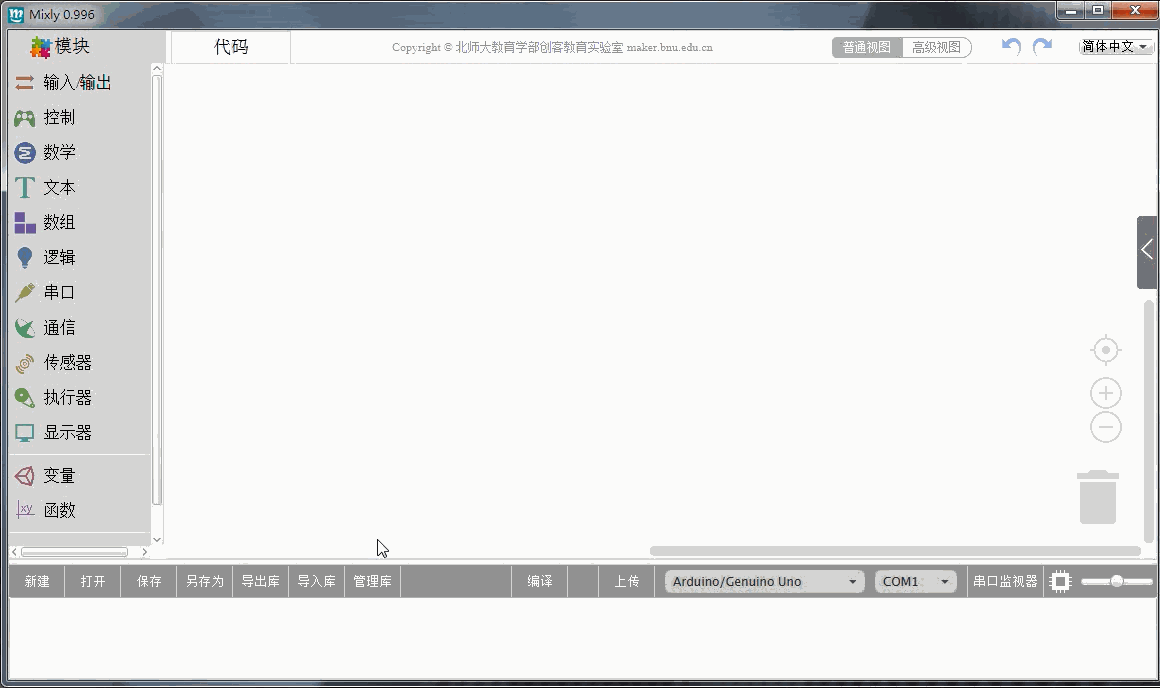 Mixly 0.996
模块
代码
Copyright © 北师大教育学部创客教育实验室 maker.bnu.edu.cn
普通视图 高级视图
简体中文
输入/输出
控制
数学
文本
数组
逻辑
串口
通信
传感器
执行器
显示器
变量
函数
xy
新建 打开 保存 另存为 导出库 导入库 管理库 编译 上传 Arduino/Genuino Uno COM1 串口监视器